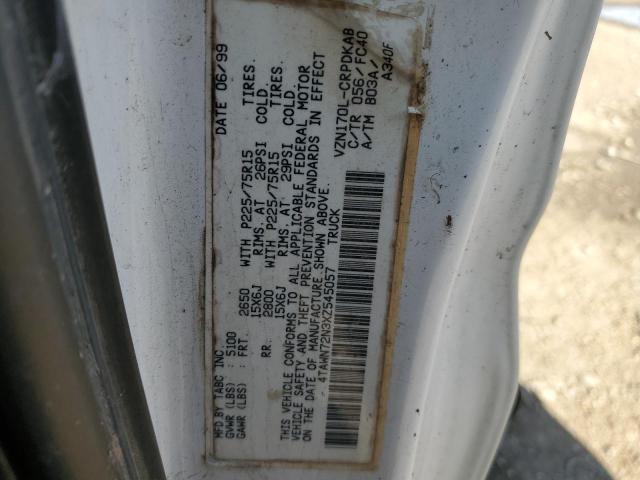 MFD BY TABC INC DATE 06/99
GVWR (LBS) : 5100
GAWR (LBS) : FRT. 2650 WITH P225/75R15 TIRES.
15X6J RIMS. AT 26PSI COLD.
RR. 2800 WITH P225/75R15 TIRES.
15X6J RIMS. AT 29PSI COLD.
THIS VEHICLE CONFORMS TO ALL APPLICABLE FEDERAL MOTOR
VEHICLE SAFETY AND THEFT PREVENTION STANDARDS IN EFFECT
ON THE DATE OF MANUFACTURE SHOWN ABOVE.
4TAWN72N3XZ545057 TRUCK
VZN170L-CRPDKAB
C/TR 056/FC40
A/TM B03A/
A340F